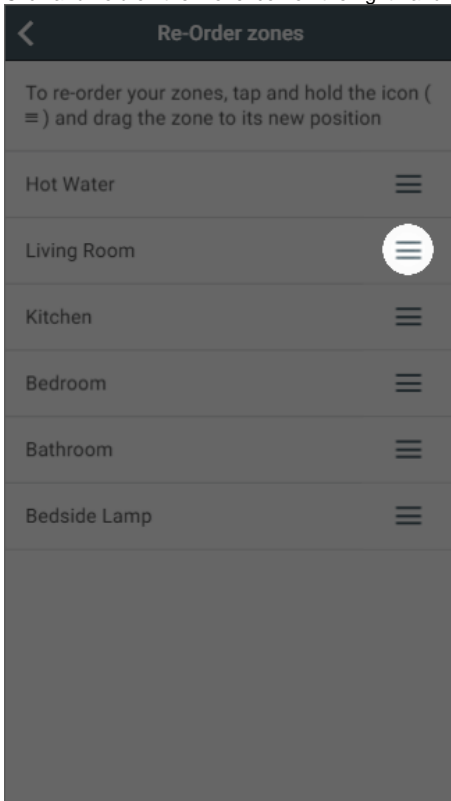 Re-Order zones
To re-order your zones, tap and hold the icon (
≡ ) and drag the zone to its new position
Hot Water
Living Room
Kitchen
Bedroom
Bathroom
Bedside Lamp